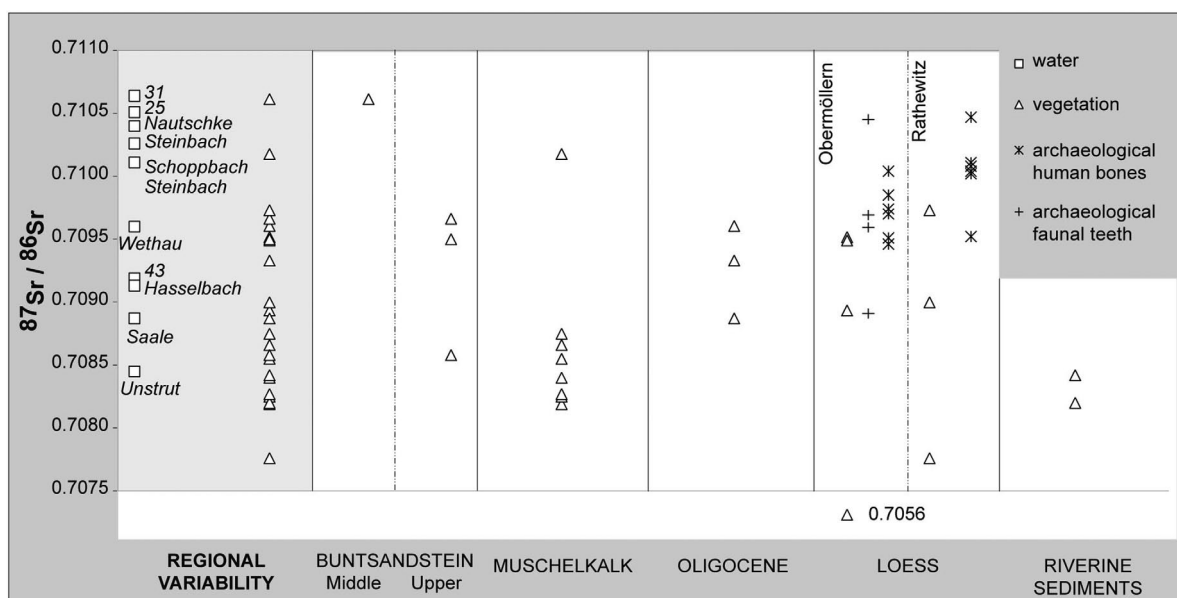 87Sr / 86Sr
0.7110
0.7105
0.7100
0.7095
0.7090
0.7085
0.7080
0.7075
31
25
Nautschke
Steinbach
Schoppbach
Steinbach
Wethau
43
Hasselbach
Saale
Unstrut
Obermöllern
Rathewitz
0.7056
water
vegetation
archaeological
human bones
archaeological
faunal teeth
REGIONAL
VARIABILITY
BUNTSANDSTEIN
Middle Upper
MUSCHELKALK
OLIGOCENE
LOESS
RIVERINE
SEDIMENTS